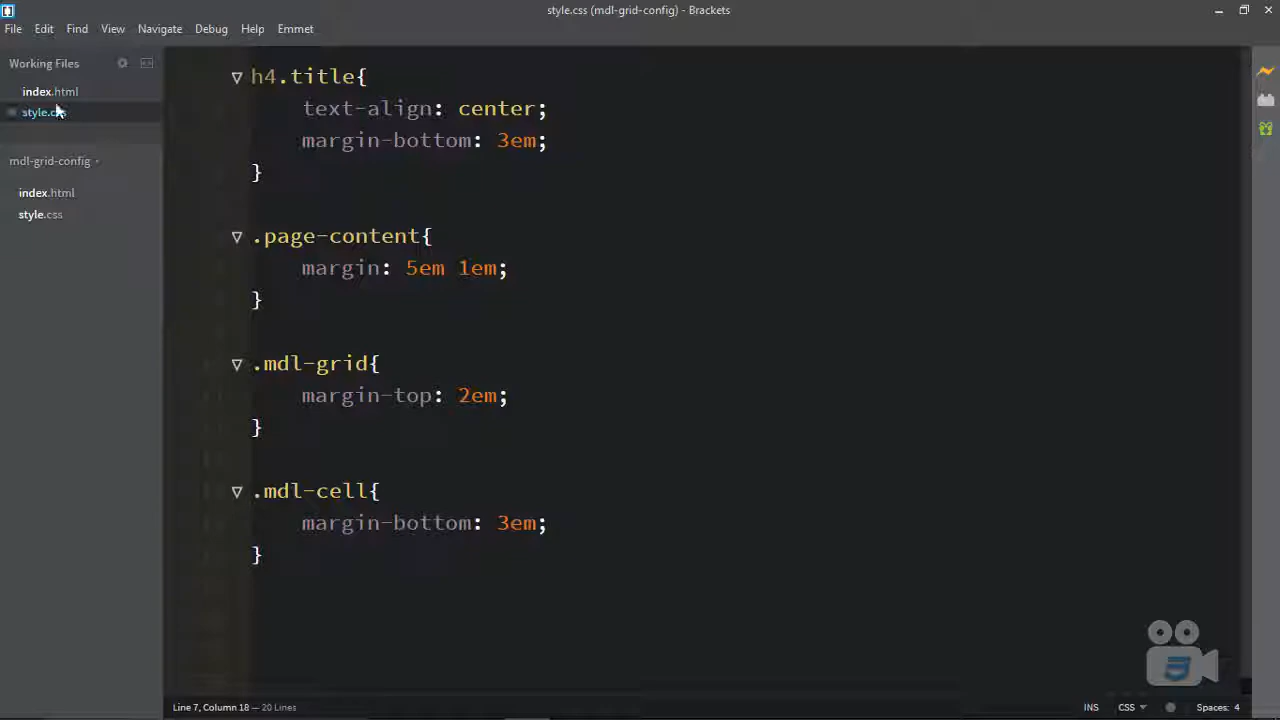 style.css (mdl-grid-config) - Brackets
File Edit Find View Navigate Debug Help Emmet
Working Files
index.html
style.css
mdl-grid-config
index.html
style.css
h4.title{
text-align: center;
margin-bottom: 3em;
}
.page-content{
margin: 5em 1em;
}
.mdl-grid{
margin-top: 2em;
}
.mdl-cell{
margin-bottom: 3em;
}
Line 7, Column 18 — 20 Lines
INS CSS Spaces: 4